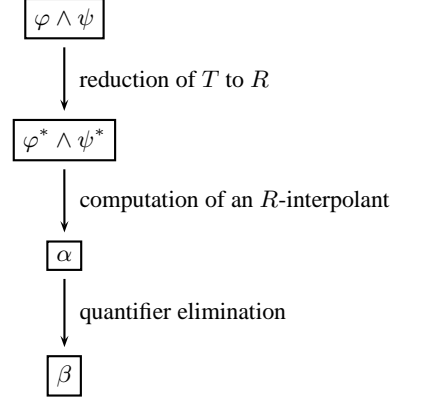 φ ∧ ψ
reduction of T to R
φ* ∧ ψ*
computation of an R-interpolant
α
quantifier elimination
β